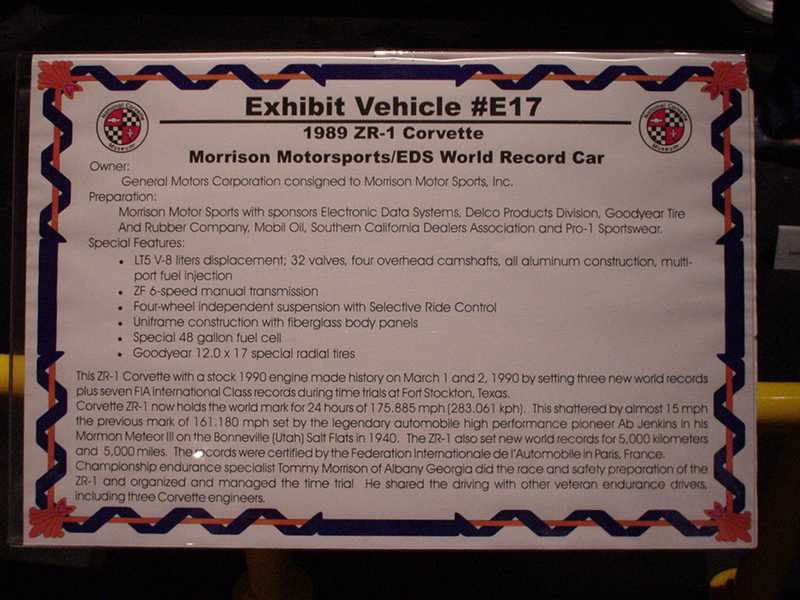 Exhibit Vehicle #E17
1989 ZR-1 Corvette
Morrison Motorsports/EDS World Record Car
National Corvette
Museum
National Corvette
Museum
Owner:
General Motors Corporation consigned to Morrison Motor Sports, Inc.
Preparation:
Morrison Motor Sports with sponsors Electronic Data Systems, Delco Products Division, Goodyear Tire
And Rubber Company, Mobil Oil, Southern California Dealers Association and Pro-1 Sportswear.
Special Features:
• LT5 V-8 liters displacement; 32 valves, four overhead camshafts, all aluminum construction, multi-
port fuel injection
• ZF 6-speed manual transmission
• Four-wheel independent suspension with Selective Ride Control
• Uniframe construction with fiberglass body panels
• Special 48 gallon fuel cell
• Goodyear 12.0 x 17 special radial tires
This ZR-1 Corvette with a stock 1990 engine made history on March 1 and 2, 1990 by setting three new world records
plus seven FIA International Class records during time trials at Fort Stockton, Texas.
Corvette ZR-1 now holds the world mark for 24 hours of 175.885 mph (283.061 kph). This shattered by almost 15 mph
the previous mark of 161.180 mph set by the legendary automobile high performance pioneer Ab Jenkins in his
Mormon Meteor III on the Bonneville (Utah) Salt Flats in 1940. The ZR-1 also set new world records for 5,000 kilometers
and 5,000 miles. The records were certified by the Federation Internationale de l'Automobile in Paris, France.
Championship endurance specialist Tommy Morrison of Albany Georgia did the race and safety preparation of the
ZR-1 and organized and managed the time trial He shared the driving with other veteran endurance drivers,
including three Corvette engineers.